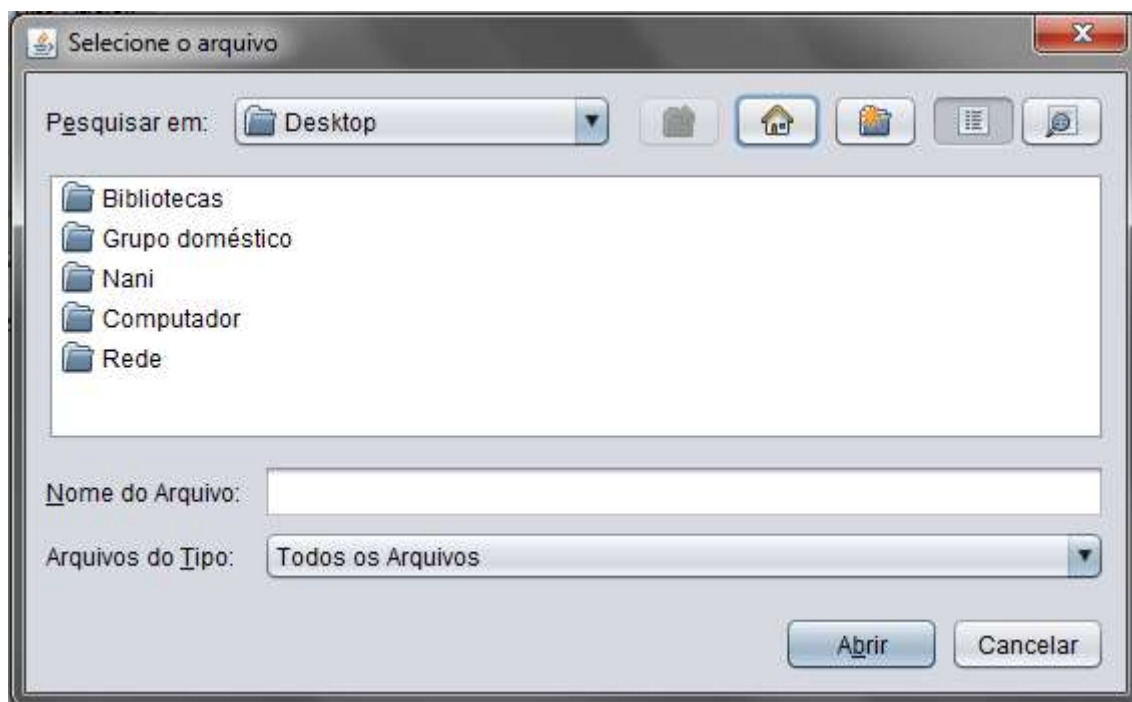 Selecione o arquivo
Pesquisar em: Desktop
Bibliotecas
Grupo doméstico
Nani
Computador
Rede
Nome do Arquivo:
Arquivos do Tipo: Todos os Arquivos
Abrir Cancelar